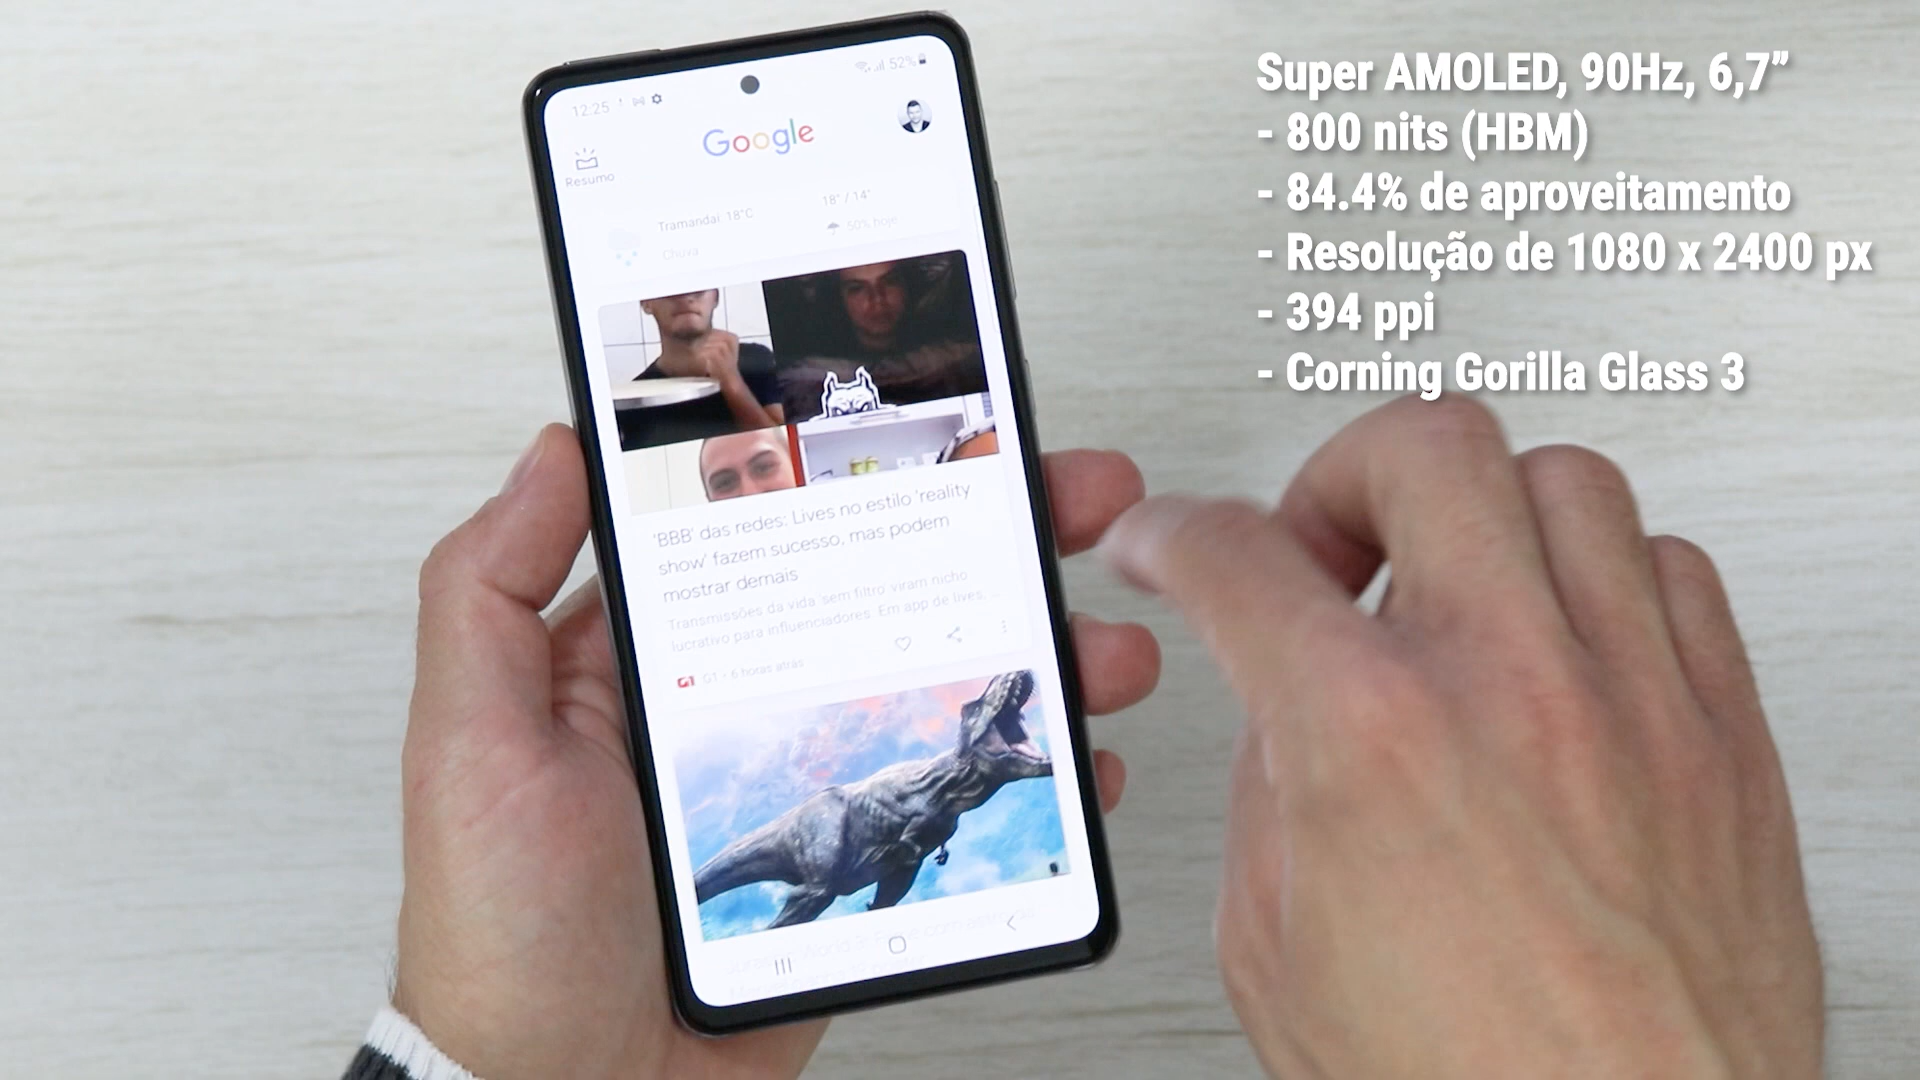 Super AMOLED, 90Hz, 6,7”
- 800 nits (HBM)
- 84.4% de aproveitamento
- Resolução de 1080 x 2400 px
- 394 ppi
- Corning Gorilla Glass 3
12:25
52%
Google
Resumo
Tramandaí 18°C
18° / 14°
Chuva
50% hoje
'BBB' das redes: Lives no estilo 'reality
show' fazem sucesso, mas podem
mostrar demais
Transmissões da vida 'sem filtro' viram nicho
lucrativo para influenciadores. Em app de lives, ...
G1 G1 • 6 horas atrás